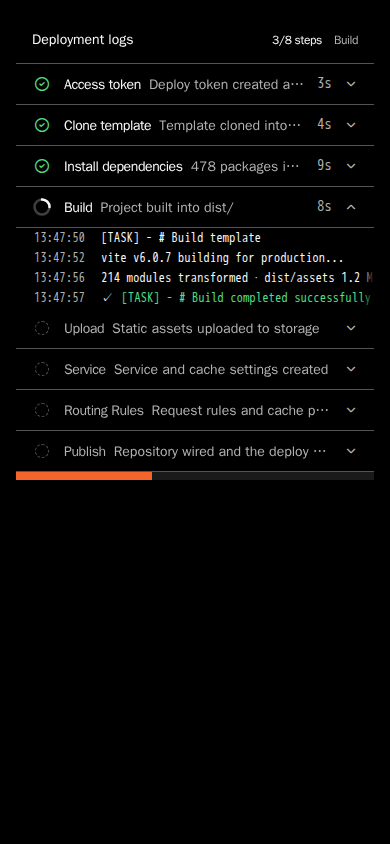 Deployment logs 3/8 steps Build
Access token Deploy token created a··· 3s
Clone template Template cloned into··· 4s
Install dependencies 478 packages i··· 9s
Build Project built into dist/ 8s
13:47:50 [TASK] - # Build template
13:47:52 vite v6.0.7 building for production...
13:47:56 214 modules transformed · dist/assets 1.2 M
13:47:57 ✓ [TASK] - # Build completed successfully
Upload Static assets uploaded to storage
Service Service and cache settings created
Routing Rules Request rules and cache p···
Publish Repository wired and the deploy ···